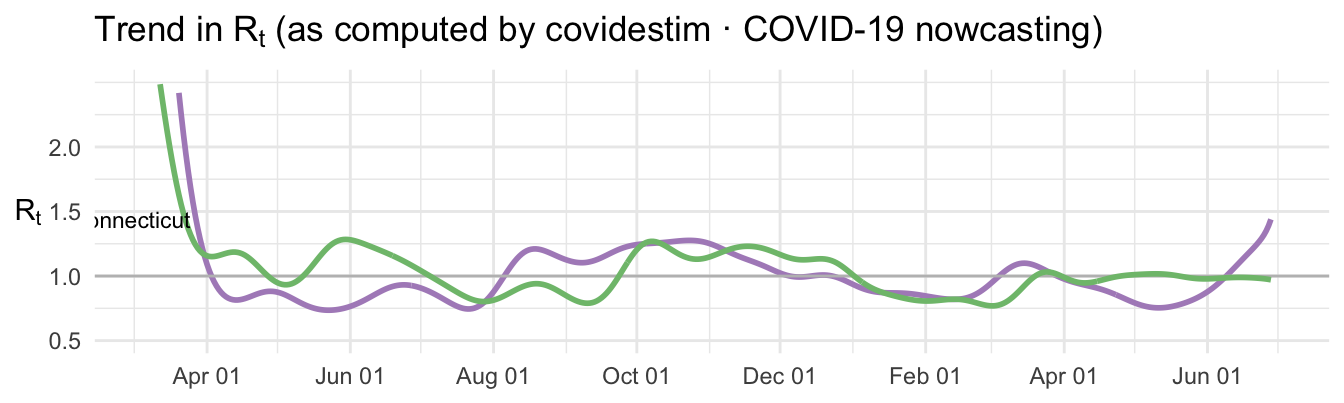 Trend in Rt (as computed by covidestim · COVID-19 nowcasting)
2.0
Rt 1.5 onnecticut
1.0
0.5
Apr 01 Jun 01 Aug 01 Oct 01 Dec 01 Feb 01 Apr 01 Jun 01